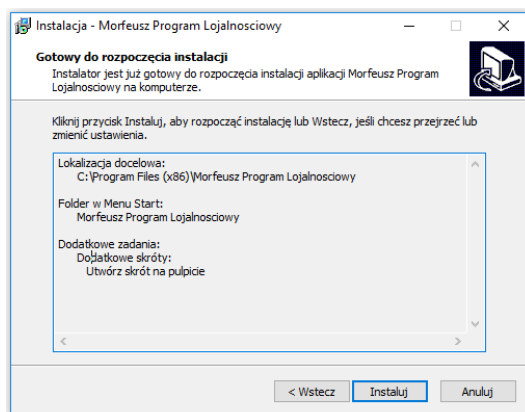 Instalacja - Morfeusz Program Lojalnosciowy
Gotowy do rozpoczęcia instalacji
Instalator jest już gotowy do rozpoczęcia instalacji aplikacji Morfeusz Program
Lojalnosciowy na komputerze.
Kliknij przycisk Instaluj, aby rozpocząć instalację lub Wstecz, jeśli chcesz przejrzeć lub
zmienić ustawienia.
Lokalizacja docelowa:
C:\Program Files (x86)\Morfeusz Program Lojalnosciowy
Folder w Menu Start:
Morfeusz Program Lojalnosciowy
Dodatkowe zadania:
Dodatkowe skróty:
Utwórz skrót na pulpicie
< Wstecz
Instaluj
Anuluj